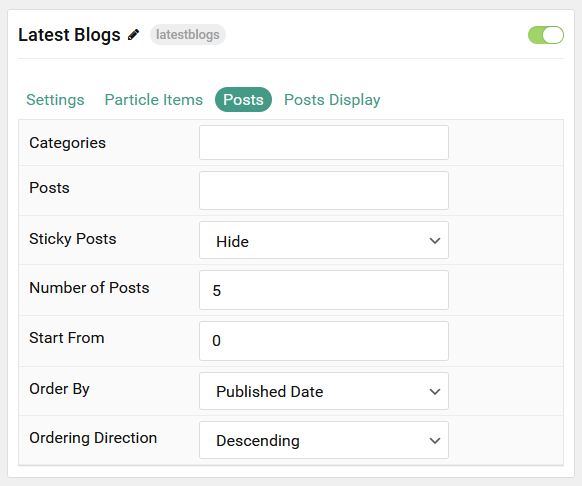 Latest Blogs latestblogs
Settings Particle Items Posts Posts Display
Categories
Posts
Sticky Posts Hide
Number of Posts 5
Start From 0
Order By Published Date
Ordering Direction Descending